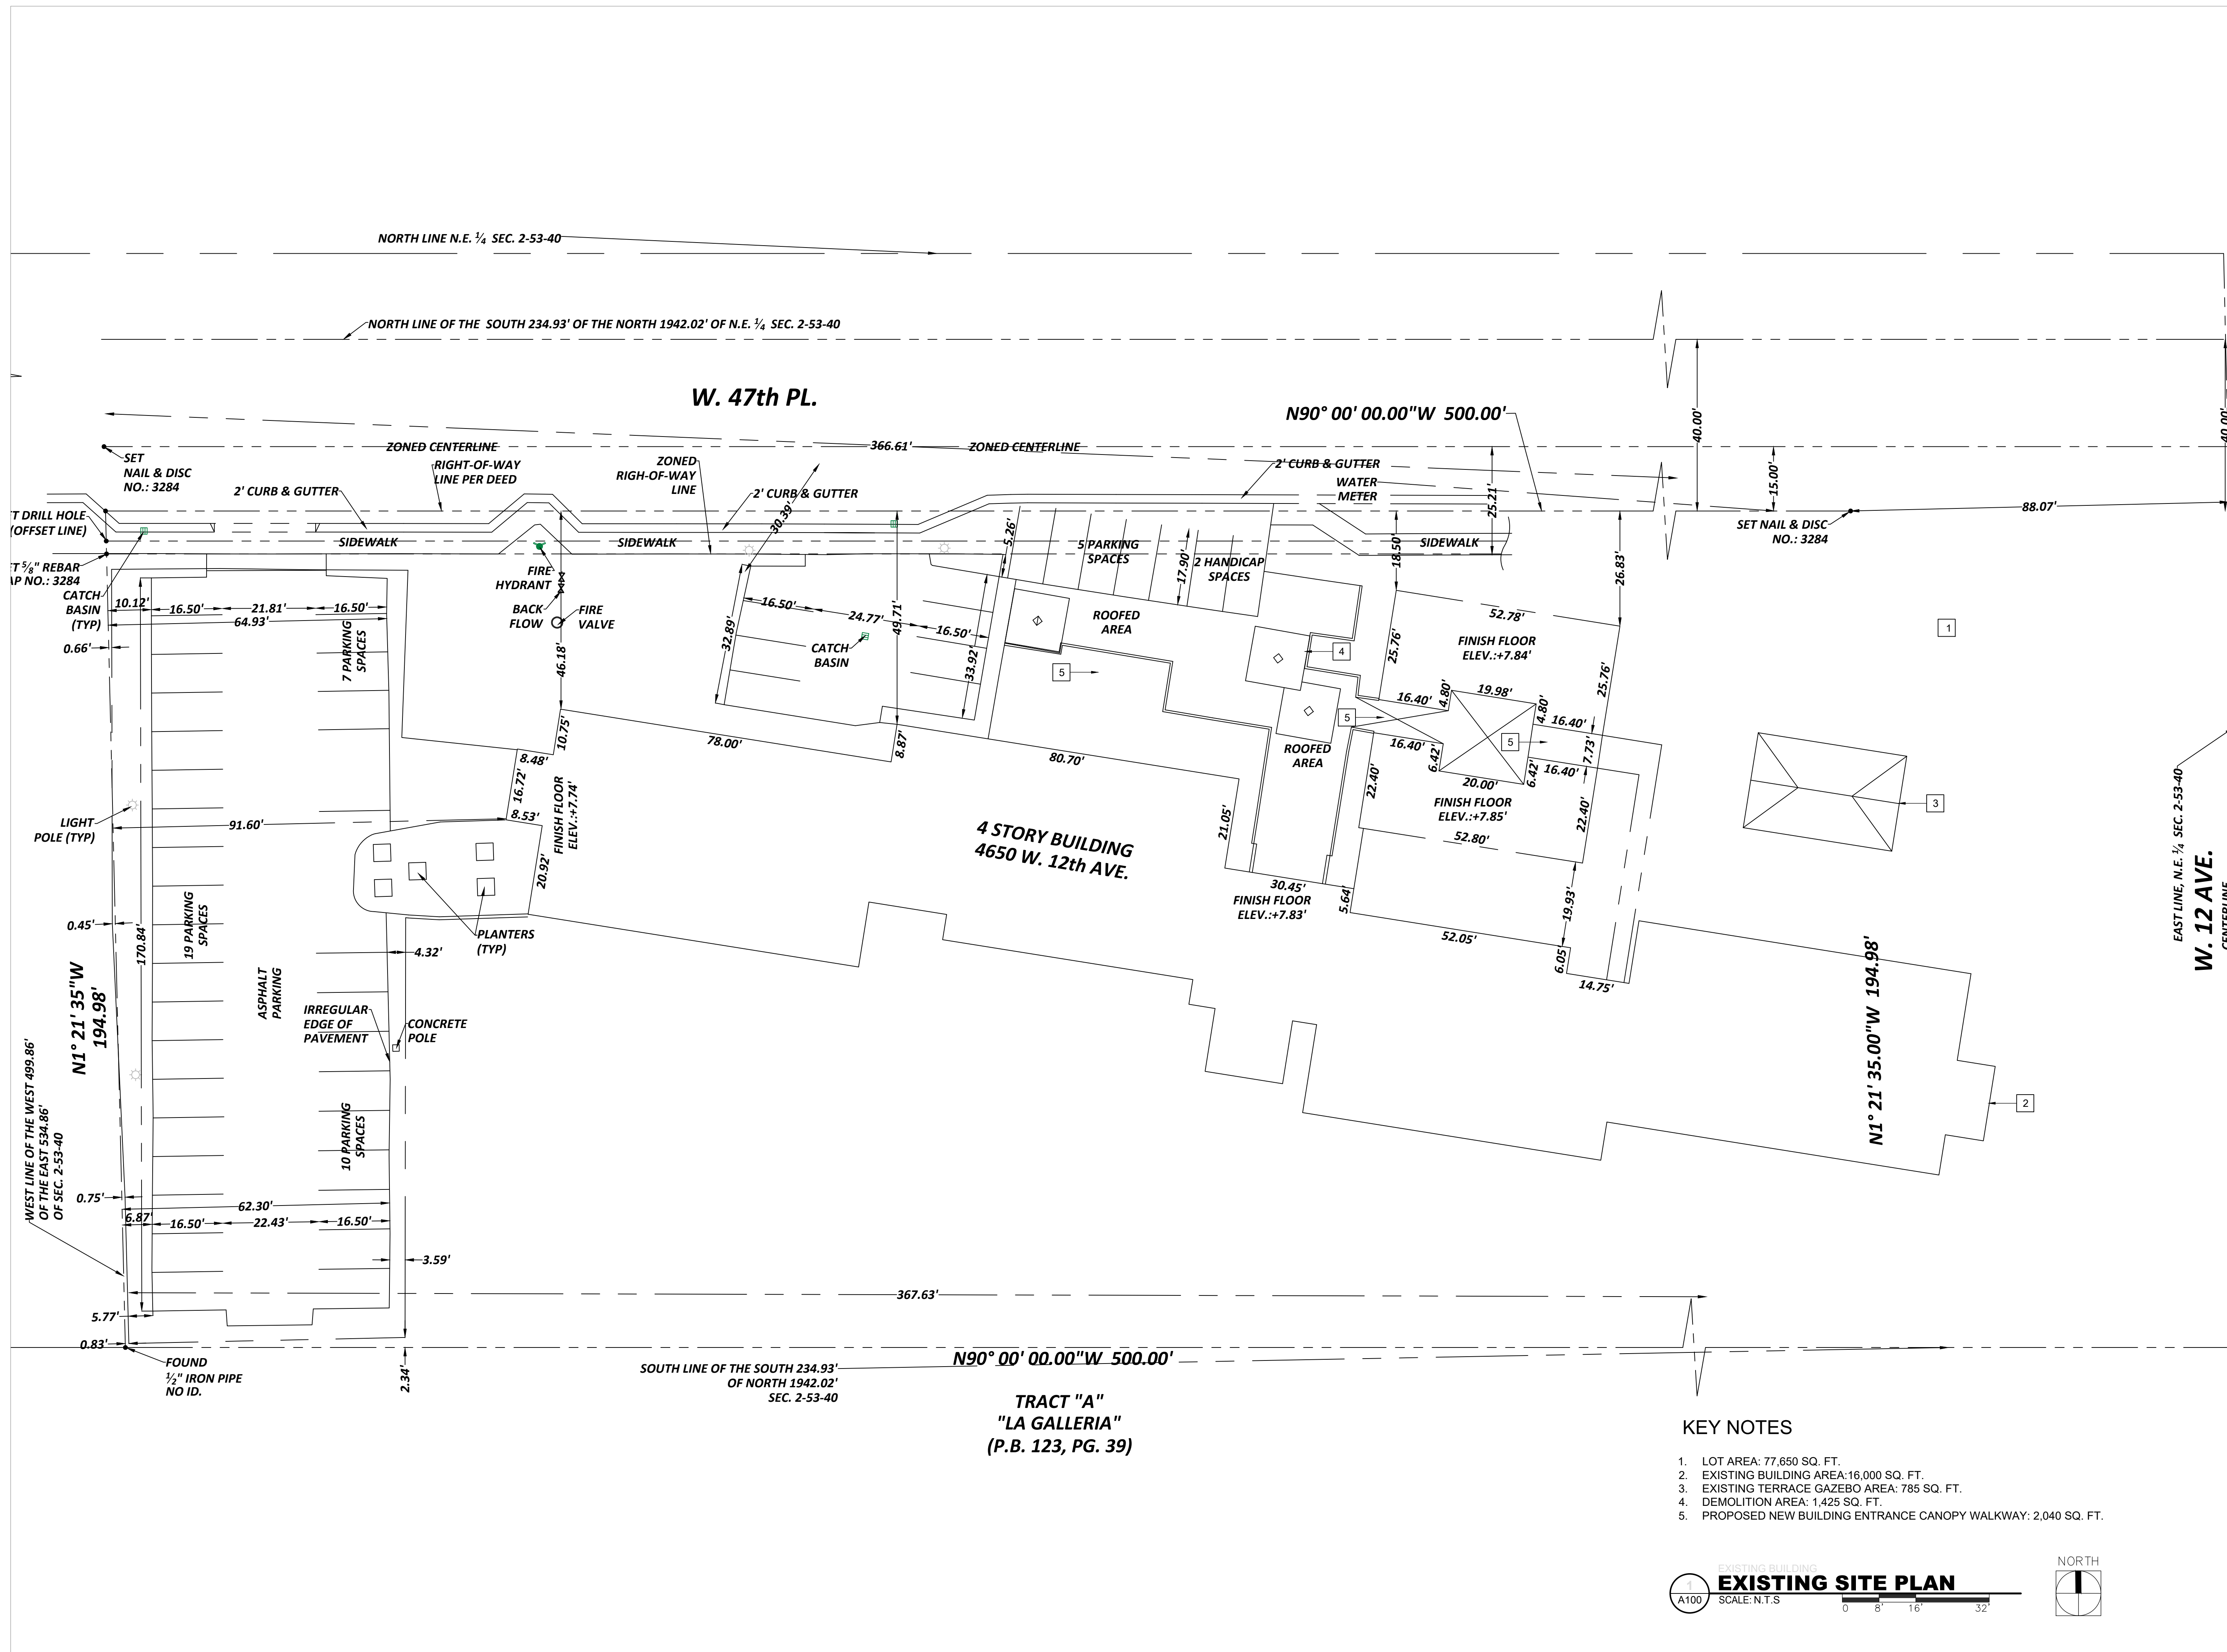 NORTH LINE N.E. ¼ SEC. 2-53-40
NORTH LINE OF THE SOUTH 234.93' OF THE NORTH 1942.02' OF N.E. ¼ SEC. 2-53-40
W. 47th PL.
N90° 00' 00.00"W 500.00'
40.00'
40.00'
ZONED CENTERLINE
366.61'
ZONED CENTERLINE
SET
NAIL & DISC
NO.: 3284
RIGHT-OF-WAY
LINE PER DEED
ZONED
RIGH-OF-WAY
LINE
2' CURB & GUTTER
2' CURB & GUTTER
2' CURB & GUTTER
WATER
METER
25.21'
15.00'
88.07'
SET NAIL & DISC
NO.: 3284
T DRILL HOLE
(OFFSET LINE)
SIDEWALK
SIDEWALK
SIDEWALK
30.39'
5.26'
5 PARKING
SPACES
17.90'
2 HANDICAP
SPACES
18.50'
26.83'
T ⅝" REBAR
AP NO.: 3284
CATCH
BASIN
(TYP)
FIRE
HYDRANT
BACK
FLOW
FIRE
VALVE
10.12'
16.50'
21.81'
16.50'
64.93'
0.66'
7 PARKING
SPACES
46.18'
32.89'
16.50'
24.77'
16.50'
49.71'
33.92'
CATCH
BASIN
ROOFED
AREA
52.78'
FINISH FLOOR
ELEV.:+7.84'
1
4
5
25.76'
25.76'
16.40'
4.80'
19.98'
4.80'
16.40'
7.73'
5
5
16.40'
6.42'
20.00'
6.42'
16.40'
ROOFED
AREA
10.75'
78.00'
8.87'
80.70'
8.48'
16.72'
8.53'
FINISH FLOOR
ELEV.:+7.74'
20.92'
22.40'
22.40'
FINISH FLOOR
ELEV.:+7.85'
52.80'
3
LIGHT
POLE (TYP)
91.60'
4 STORY BUILDING
4650 W. 12th AVE.
21.05'
30.45'
FINISH FLOOR
ELEV.:+7.83'
5.64'
52.05'
19.93'
6.05'
14.75'
EAST LINE, N.E. ¼ SEC. 2-53-40
W. 12 AVE.
CENTERLINE
0.45'
170.84'
19 PARKING
SPACES
PLANTERS
(TYP)
4.32'
ASPHALT
PARKING
N1° 21' 35"W
194.98'
IRREGULAR
EDGE OF
PAVEMENT
CONCRETE
POLE
N1° 21' 35.00"W 194.98'
2
WEST LINE OF THE WEST 499.86'
OF THE EAST 534.86'
OF SEC. 2-53-40
10 PARKING
SPACES
0.75'
62.30'
6.87'
16.50'
22.43'
16.50'
3.59'
367.63'
5.77'
0.83'
FOUND
½" IRON PIPE
NO ID.
2.34'
SOUTH LINE OF THE SOUTH 234.93'
OF NORTH 1942.02'
SEC. 2-53-40
N90° 00' 00.00"W 500.00'
TRACT "A"
"LA GALLERIA"
(P.B. 123, PG. 39)
KEY NOTES
1. LOT AREA: 77,650 SQ. FT.
2. EXISTING BUILDING AREA:16,000 SQ. FT.
3. EXISTING TERRACE GAZEBO AREA: 785 SQ. FT.
4. DEMOLITION AREA: 1,425 SQ. FT.
5. PROPOSED NEW BUILDING ENTRANCE CANOPY WALKWAY: 2,040 SQ. FT.
EXISTING BUILDING
1
A100
EXISTING SITE PLAN
SCALE: N.T.S
0 8' 16' 32'
NORTH